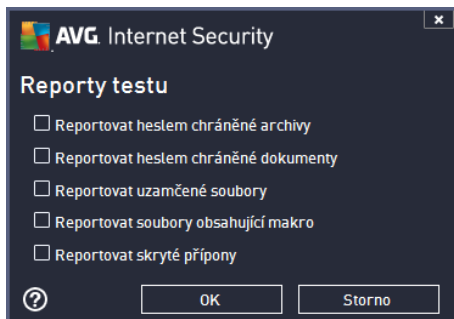 AVG. Internet Security
Reporty testu
Reportovat heslem chráněné archivy
Reportovat heslem chráněné dokumenty
Reportovat uzamčené soubory
Reportovat soubory obsahující makro
Reportovat skryté přípony
OK
Storno